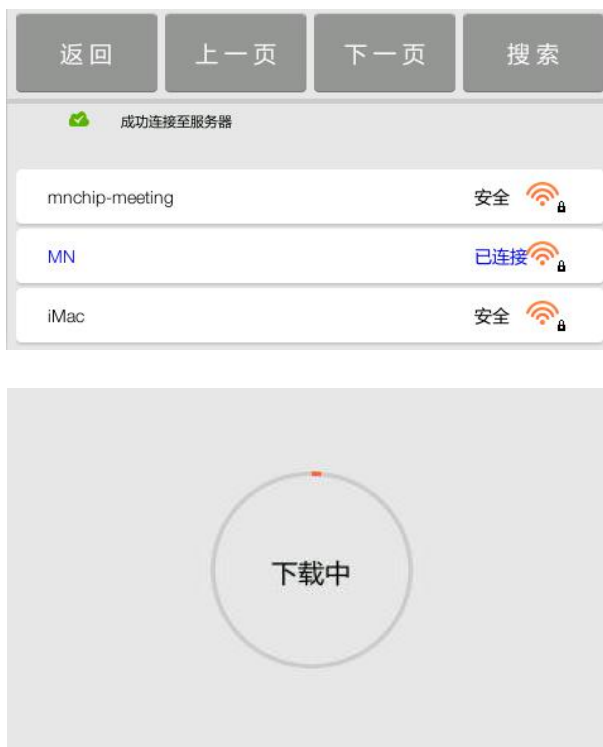 返回 上一页 下一页 搜索
成功连接至服务器
mnchip-meeting 安全
MN 已连接
iMac 安全
下载中